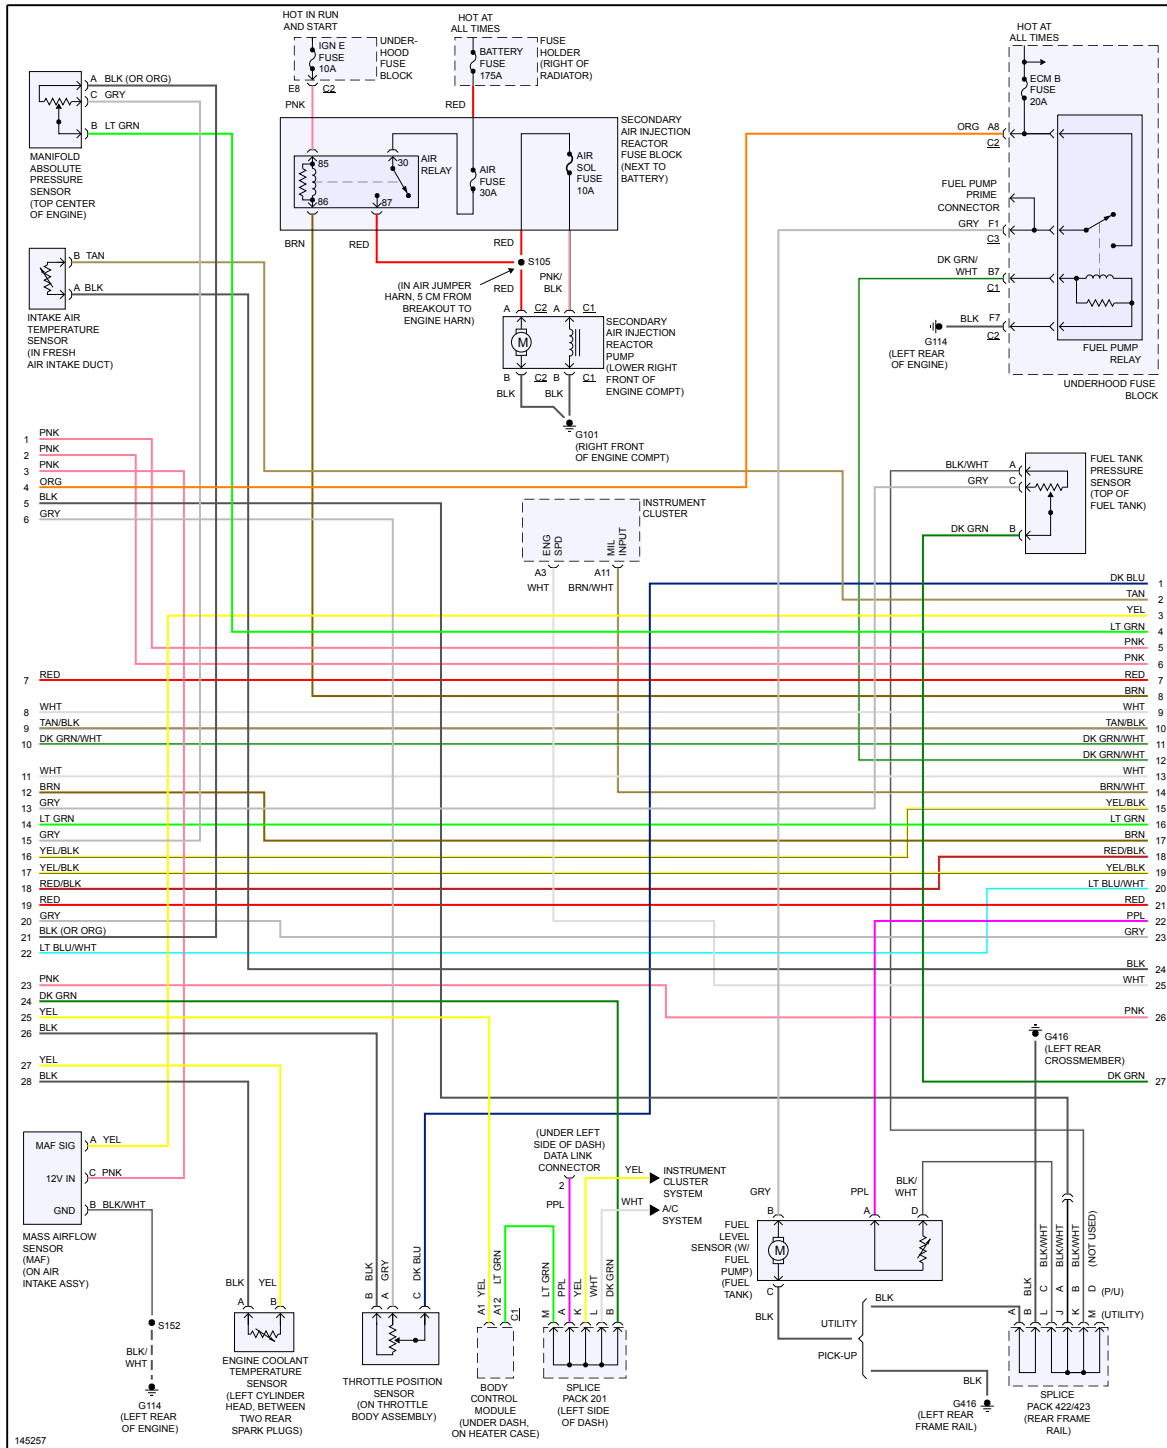 HOT IN RUN
AND START
IGN E
FUSE
10A
UNDER-
HOOD
FUSE
BLOCK
E8
C2
PNK
HOT AT
ALL TIMES
BATTERY
FUSE
175A
FUSE
HOLDER
(RIGHT OF
RADIATOR)
RED
HOT AT
ALL TIMES
ECM B
FUSE
20A
A BLK (OR ORG)
C GRY
B LT GRN
MANIFOLD
ABSOLUTE
PRESSURE
SENSOR
(TOP CENTER
OF ENGINE)
SECONDARY
AIR INJECTION
REACTOR
FUSE BLOCK
(NEXT TO
BATTERY)
85
30
AIR
RELAY
86
87
AIR
FUSE
30A
AIR
SOL
FUSE
10A
ORG A8
C2
FUEL PUMP
PRIME
CONNECTOR
GRY F1
C3
DK GRN/
WHT B7
C1
BLK F7
C2
G114
(LEFT REAR
OF ENGINE)
FUEL PUMP
RELAY
UNDERHOOD FUSE
BLOCK
B TAN
A BLK
INTAKE AIR
TEMPERATURE
SENSOR
(IN FRESH
AIR INTAKE DUCT)
BRN
RED
RED
S105
RED
PNK/
BLK
(IN AIR JUMPER
HARN, 5 CM FROM
BREAKOUT TO
ENGINE HARN)
A C2 A C1
M
SECONDARY
AIR INJECTION
REACTOR
PUMP
(LOWER RIGHT
FRONT OF
ENGINE COMPT)
B C2 B C1
BLK BLK
G101
(RIGHT FRONT
OF ENGINE COMPT)
1 PNK
2 PNK
3 PNK
4 ORG
5 BLK
6 GRY
7 RED
8 WHT
9 TAN/BLK
10 DK GRN/WHT
11 WHT
12 BRN
13 GRY
14 LT GRN
15 GRY
16 YEL/BLK
17 YEL/BLK
18 RED/BLK
19 RED
20 GRY
21 BLK (OR ORG)
22 LT BLU/WHT
23 PNK
24 DK GRN
25 YEL
26 BLK
27 YEL
28 BLK
INSTRUMENT
CLUSTER
ENG
SPD
MIL
INPUT
A3
A11
WHT
BRN/WHT
BLK/WHT A
GRY C
DK GRN B
FUEL TANK
PRESSURE
SENSOR
(TOP OF
FUEL TANK)
DK BLU 1
TAN 2
YEL 3
LT GRN 4
PNK 5
PNK 6
RED 7
BRN 8
WHT 9
TAN/BLK 10
DK GRN/WHT 11
DK GRN/WHT 12
WHT 13
BRN/WHT 14
YEL/BLK 15
LT GRN 16
BRN 17
RED/BLK 18
YEL/BLK 19
LT BLU/WHT 20
RED 21
PPL 22
GRY 23
BLK 24
WHT 25
PNK 26
DK GRN 27
G416
(LEFT REAR
CROSSMEMBER)
MAF SIG
A YEL
12V IN
C PNK
GND
B BLK/WHT
MASS AIRFLOW
SENSOR
(MAF)
(ON AIR
INTAKE ASSY)
S152
BLK/
WHT
G114
(LEFT REAR
OF ENGINE)
BLK
YEL
A
B
ENGINE COOLANT
TEMPERATURE
SENSOR
(LEFT CYLINDER
HEAD, BETWEEN
TWO REAR
SPARK PLUGS)
B BLK
A GRY
C DK BLU
THROTTLE POSITION
SENSOR
(ON THROTTLE
BODY ASSEMBLY)
A1 YEL
A12 LT GRN
C1
BODY
CONTROL
MODULE
(UNDER DASH,
ON HEATER CASE)
(UNDER LEFT
SIDE OF DASH)
DATA LINK
CONNECTOR
2
PPL
YEL
INSTRUMENT
CLUSTER
SYSTEM
WHT
A/C
SYSTEM
M LT GRN
A PPL
K YEL
L WHT
B DK GRN
SPLICE
PACK 201
(LEFT SIDE
OF DASH)
GRY
PPL
BLK/
WHT
B
A
D
FUEL
LEVEL
SENSOR (W/
FUEL
PUMP)
(FUEL
TANK)
M
C
BLK
UTILITY
PICK-UP
BLK
BLK
G416
(LEFT REAR
FRAME RAIL)
A
B BLK
L C BLK/WHT
J A BLK/WHT
K B BLK/WHT
M D (NOT USED)
(P/U)
(UTILITY)
SPLICE
PACK 422/423
(REAR FRAME
RAIL)
145257